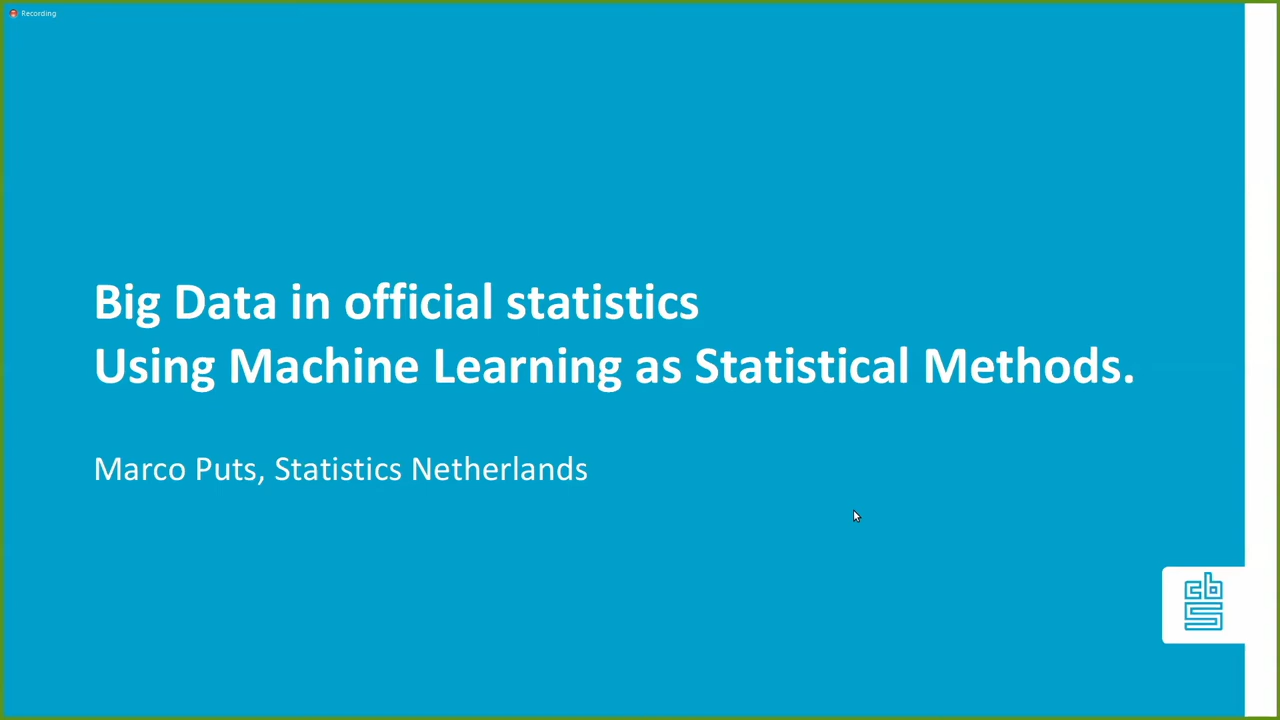 Recording
Big Data in official statistics
Using Machine Learning as Statistical Methods.
Marco Puts, Statistics Netherlands
cb
s